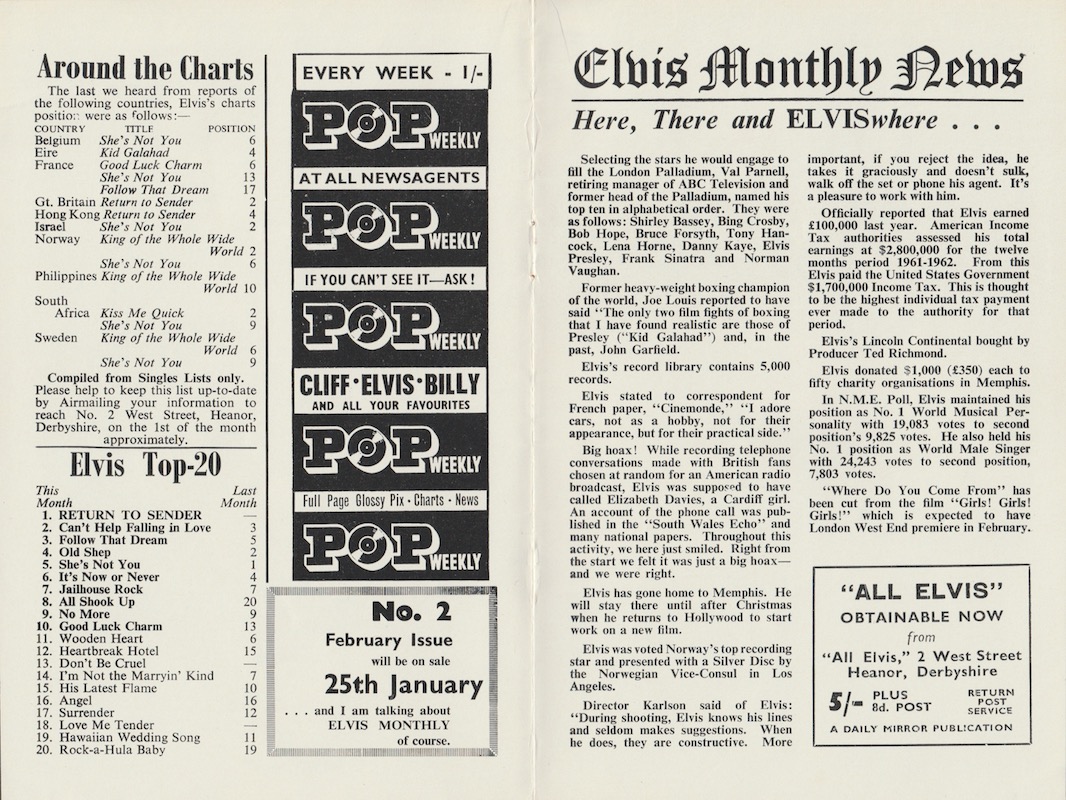 Around the Charts
The last we heard from reports of
the following countries, Elvis's charts
position were as follows:—
COUNTRY TITLE POSITION
Belgium She's Not You 6
Eire Kid Galahad 4
France Good Luck Charm 6
She's Not You 13
Follow That Dream 17
Gt. Britain Return to Sender 2
Hong Kong Return to Sender 4
Israel She's Not You 2
Norway King of the Whole Wide
World 2
She's Not You 6
Philippines King of the Whole Wide
World 10
South
Africa Kiss Me Quick 2
She's Not You 9
Sweden King of the Whole Wide
World 6
She's Not You 9
Compiled from Singles Lists only.
Please help to keep this list up-to-date
by Airmailing your information to
reach No. 2 West Street, Heanor,
Derbyshire, on the 1st of the month
approximately.
Elvis Top-20
This Last
Month Month
1. RETURN TO SENDER —
2. Can't Help Falling in Love 3
3. Follow That Dream 5
4. Old Shep 2
5. She's Not You 1
6. It's Now or Never 4
7. Jailhouse Rock 7
8. All Shook Up 20
9. No More 9
10. Good Luck Charm 13
11. Wooden Heart 6
12. Heartbreak Hotel 15
13. Don't Be Cruel —
14. I'm Not the Marryin' Kind 7
15. His Latest Flame 10
16. Angel 16
17. Surrender 12
18. Love Me Tender —
19. Hawaiian Wedding Song 11
20. Rock-a-Hula Baby 19
EVERY WEEK - 1/-
POP WEEKLY
AT ALL NEWSAGENTS
POP WEEKLY
IF YOU CAN'T SEE IT—ASK!
POP WEEKLY
CLIFF·ELVIS·BILLY
AND ALL YOUR FAVOURITES
POP WEEKLY
Full Page Glossy Pix · Charts · News
POP WEEKLY
No. 2
February Issue
will be on sale
25th January
. . . and I am talking about
ELVIS MONTHLY
of course.
Elvis Monthly News
Here, There and ELVISwhere . . .
Selecting the stars he would engage to
fill the London Palladium, Val Parnell,
retiring manager of ABC Television and
former head of the Palladium, named his
top ten in alphabetical order. They were
as follows: Shirley Bassey, Bing Crosby,
Bob Hope, Bruce Forsyth, Tony Han-
cock, Lena Horne, Danny Kaye, Elvis
Presley, Frank Sinatra and Norman
Vaughan.
Former heavy-weight boxing champion
of the world, Joe Louis reported to have
said "The only two film fights of boxing
that I have found realistic are those of
Presley ("Kid Galahad") and, in the
past, John Garfield.
Elvis's record library contains 5,000
records.
Elvis stated to correspondent for
French paper, "Cinemonde," "I adore
cars, not as a hobby, not for their
appearance, but for their practical side."
Big hoax! While recording telephone
conversations made with British fans
chosen at random for an American radio
broadcast, Elvis was supposed to have
called Elizabeth Davies, a Cardiff girl.
An account of the phone call was pub-
lished in the "South Wales Echo" and
many national papers. Throughout this
activity, we here just smiled. Right from
the start we felt it was just a big hoax—
and we were right.
Elvis has gone home to Memphis. He
will stay there until after Christmas
when he returns to Hollywood to start
work on a new film.
Elvis was voted Norway's top recording
star and presented with a Silver Disc by
the Norwegian Vice-Consul in Los
Angeles.
Director Karlson said of Elvis:
"During shooting, Elvis knows his lines
and seldom makes suggestions. When
he does, they are constructive. More
important, if you reject the idea, he
takes it graciously and doesn't sulk,
walk off the set or phone his agent. It's
a pleasure to work with him.
Officially reported that Elvis earned
£100,000 last year. American Income
Tax authorities assessed his total
earnings at $2,800,000 for the twelve
months period 1961-1962. From this
Elvis paid the United States Government
$1,700,000 Income Tax. This is thought
to be the highest individual tax payment
ever made to the authority for that
period.
Elvis's Lincoln Continental bought by
Producer Ted Richmond.
Elvis donated $1,000 (£350) each to
fifty charity organisations in Memphis.
In N.M.E. Poll, Elvis maintained his
position as No. 1 World Musical Per-
sonality with 19,083 votes to second
position's 9,825 votes. He also held his
No. 1 position as World Male Singer
with 24,243 votes to second position,
7,803 votes.
"Where Do You Come From" has
been cut from the film "Girls! Girls!
Girls!" which is expected to have
London West End premiere in February.
"ALL ELVIS"
OBTAINABLE NOW
from
"All Elvis," 2 West Street
Heanor, Derbyshire
5/- PLUS 8d. POST
RETURN POST SERVICE
A DAILY MIRROR PUBLICATION